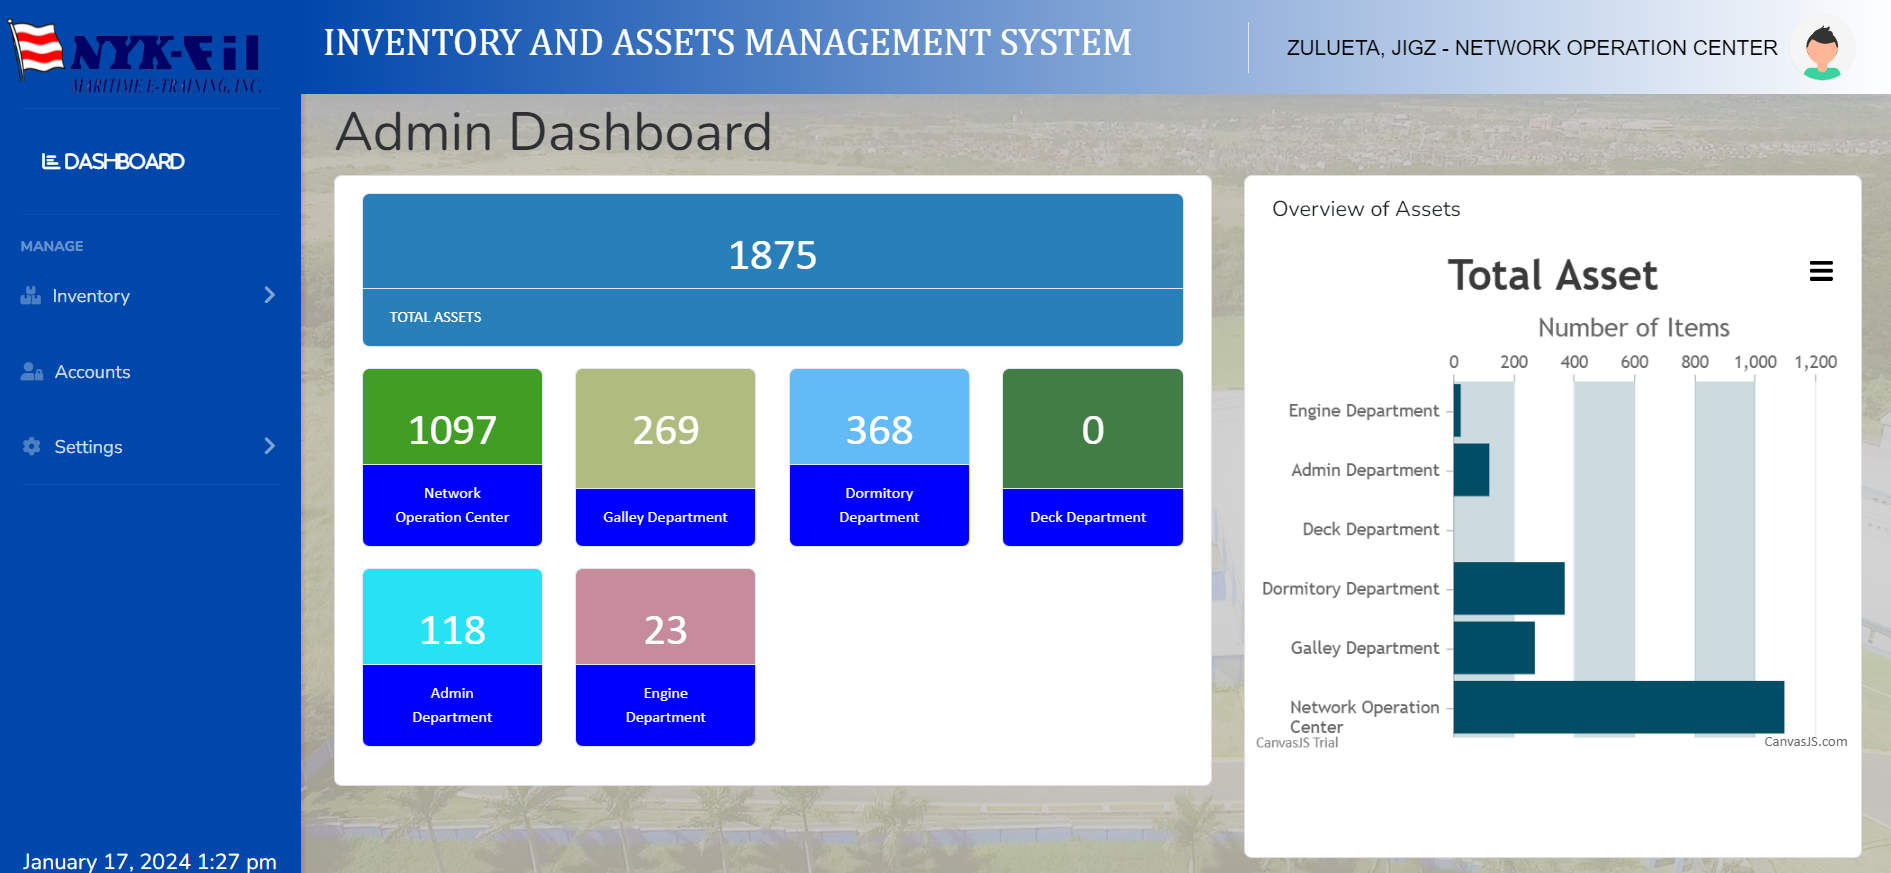 NYK-Fil
MARITIME E-TRAINING, INC.
INVENTORY AND ASSETS MANAGEMENT SYSTEM
ZULUETA, JIGZ - NETWORK OPERATION CENTER
DASHBOARD
MANAGE
Inventory
Accounts
Settings
January 17, 2024 1:27 pm
Admin Dashboard
1875
TOTAL ASSETS
1097
Network
Operation Center
269
Galley Department
368
Dormitory
Department
0
Deck Department
118
Admin
Department
23
Engine
Department
Overview of Assets
Total Asset
Number of Items
0 200 400 600 800 1,000 1,200
Engine Department
Admin Department
Deck Department
Dormitory Department
Galley Department
Network Operation
Center
CanvasJS Trial
CanvasJS.com